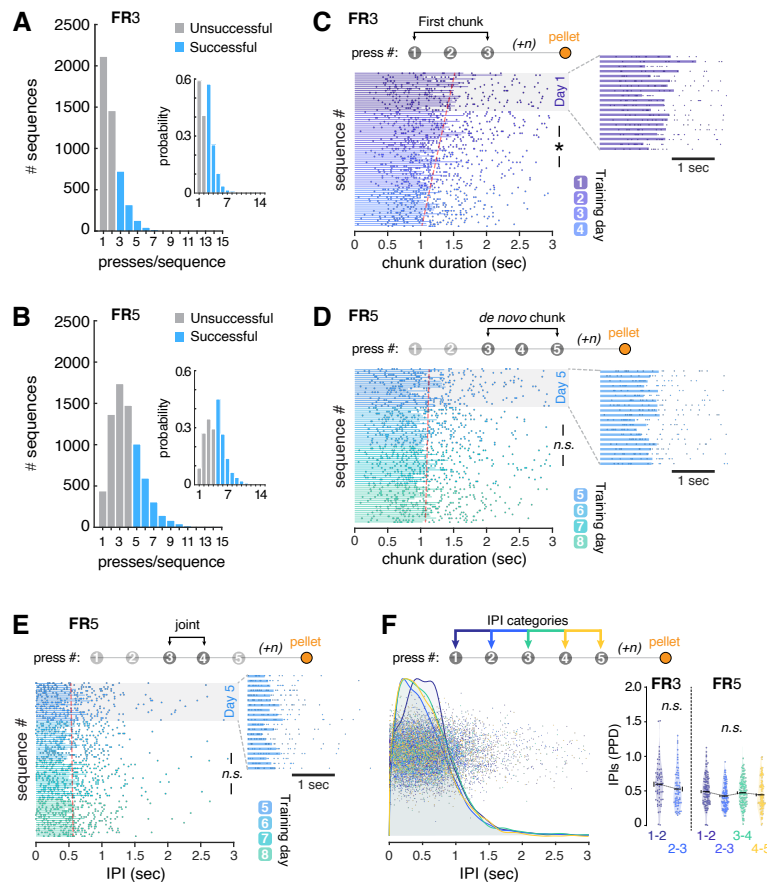 A
FR3
Unsuccessful
Successful
2500
2000
1500
1000
500
0
# sequences
1 3 5 7 9 11 13 15
presses/sequence
0.6
0.3
0
probability
1 7 14
C
FR3
First chunk
press #: 1 2 3 (+n) pellet
sequence #
Day 1
*
0 0.5 1 1.5 2 2.5 3
chunk duration (sec)
1 sec
Training day
1
2
3
4
B
FR5
Unsuccessful
Successful
2500
2000
1500
1000
500
0
# sequences
1 3 5 7 9 11 13 15
presses/sequence
0.6
0.3
0
probability
1 7 14
D
FR5
de novo chunk
press #: 1 2 3 4 5 (+n) pellet
sequence #
Day 5
n.s.
0 0.5 1 1.5 2 2.5 3
chunk duration (sec)
1 sec
Training day
5
6
7
8
E
FR5
joint
press #: 1 2 3 4 5 (+n) pellet
sequence #
Day 5
n.s.
0 0.5 1 1.5 2 2.5 3
IPI (sec)
1 sec
Training day
5
6
7
8
F
IPI categories
press #: 1 2 3 4 5 (+n) pellet
0 0.5 1 1.5 2 2.5 3
IPI (sec)
FR3 FR5
n.s.
n.s.
2.0
1.5
1.0
0.5
0
IPIs (PPD)
1-2
2-3
1-2
2-3
3-4
4-5